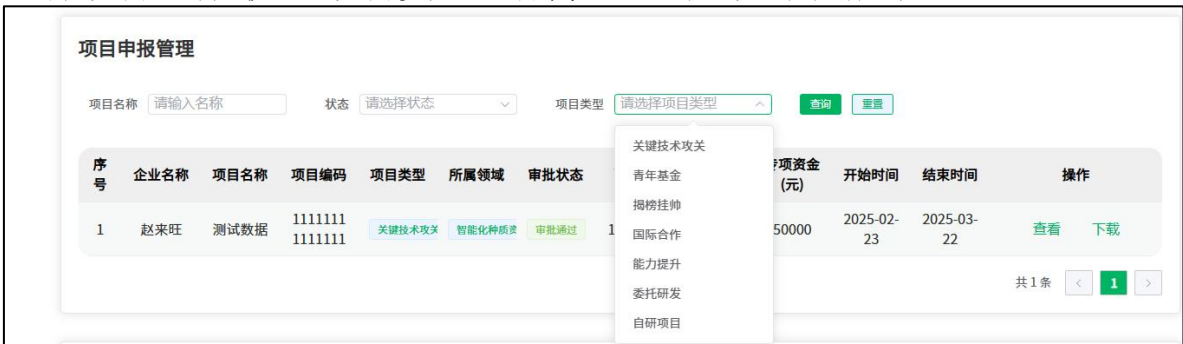 项目申报管理
项目名称 请输入名称 状态 请选择状态 项目类型 请选择项目类型 查询 重置
关键技术攻关
青年基金
揭榜挂帅
国际合作
能力提升
委托研发
自研项目
序号 企业名称 项目名称 项目编码 项目类型 所属领域 审批状态 专项资金(元) 开始时间 结束时间 操作
1 赵来旺 测试数据 11111111111111 关键技术攻关 智能化种质资 审批通过 1 50000 2025-02-23 2025-03-22 查看 下载
共 1 条 1